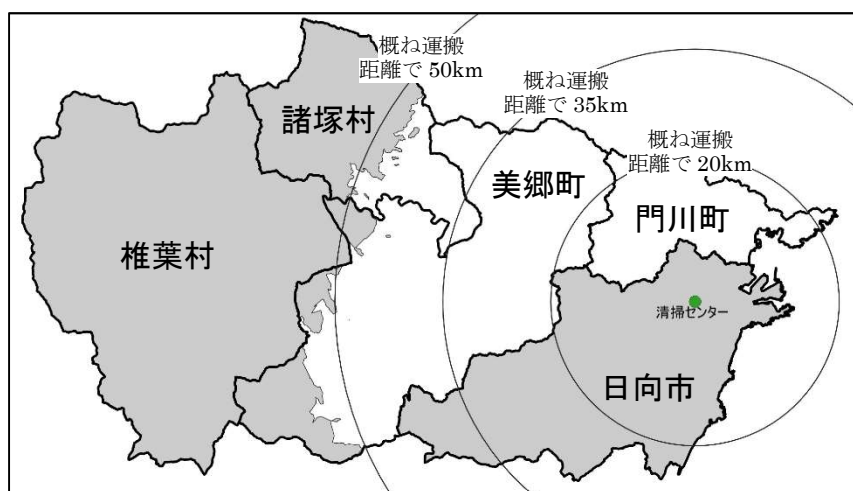 概ね運搬
距離で 50km
概ね運搬
距離で 35km
概ね運搬
距離で 20km
諸塚村
美郷町
門川町
椎葉村
清掃センター
日向市